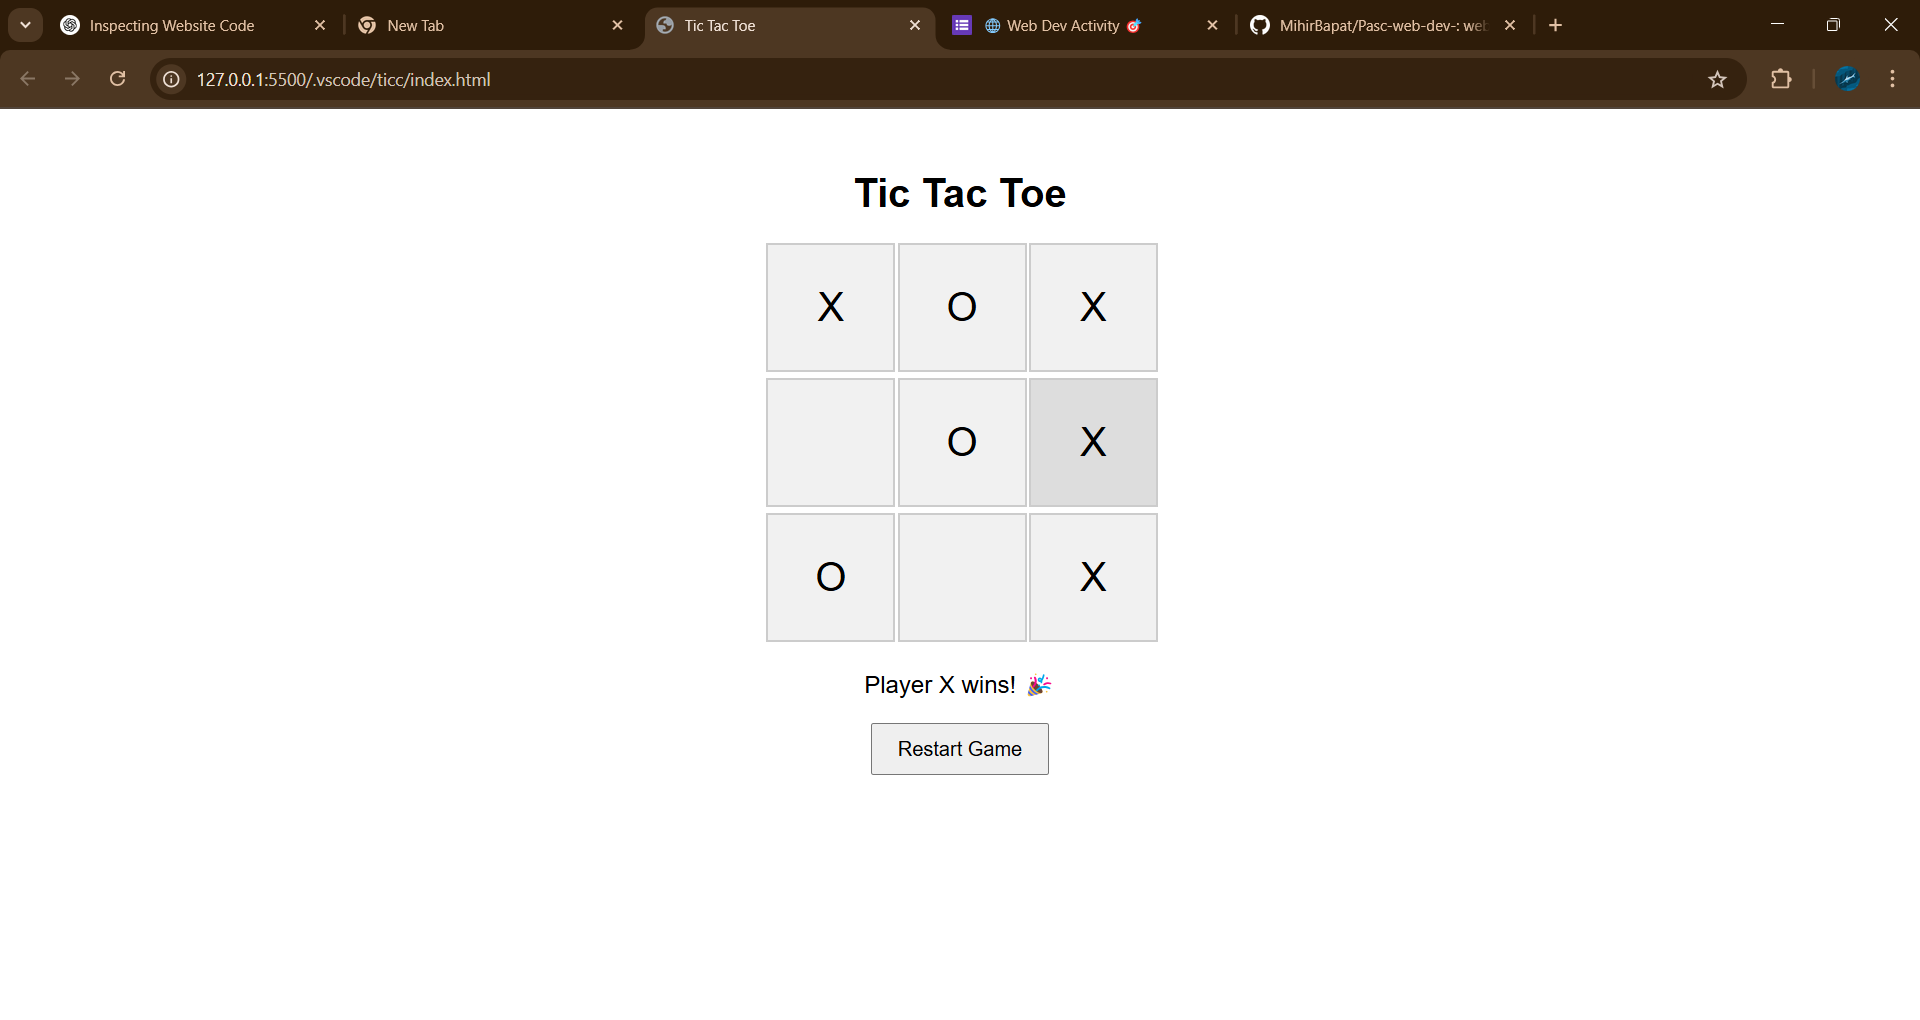 Inspecting Website Code
New Tab
Tic Tac Toe
🌐 Web Dev Activity 🎯
MihirBapat/Pasc-web-dev-: web
127.0.0.1:5500/.vscode/ticc/index.html
Tic Tac Toe
X O X
O X
O X
Player X wins! 🎉
Restart Game